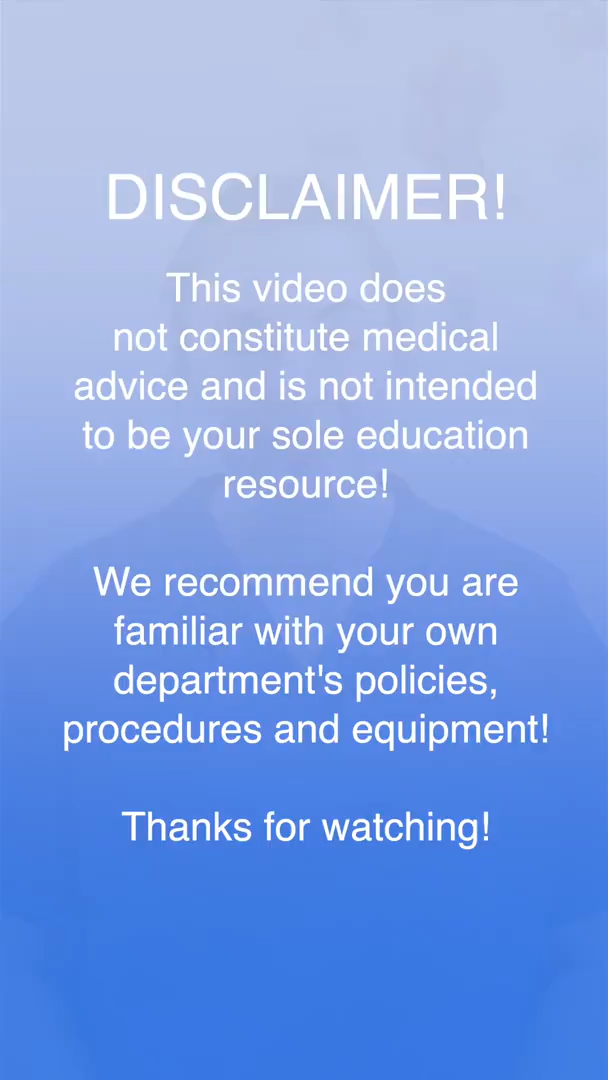 DISCLAIMER!
This video does
not constitute medical
advice and is not intended
to be your sole education
resource!
We recommend you are
familiar with your own
department's policies,
procedures and equipment!
Thanks for watching!